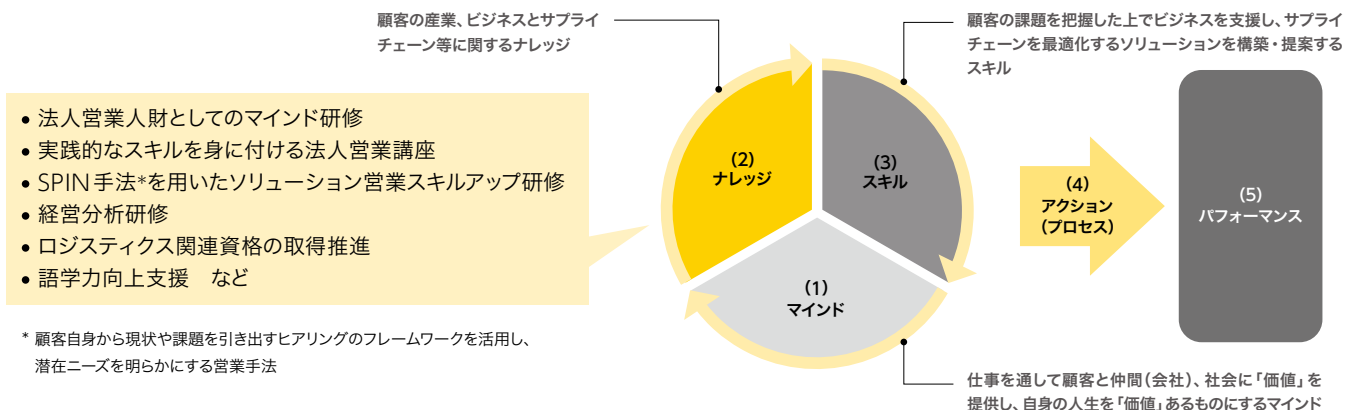 顧客の産業、ビジネスとサプライ
チェーン等に関するナレッジ
顧客の課題を把握した上でビジネスを支援し、サプライ
チェーンを最適化するソリューションを構築・提案する
スキル
• 法人営業人財としてのマインド研修
• 実践的なスキルを身に付ける法人営業講座
• SPIN手法*を用いたソリューション営業スキルアップ研修
• 経営分析研修
• ロジスティクス関連資格の取得推進
• 語学力向上支援　など
* 顧客自身から現状や課題を引き出すヒアリングのフレームワークを活用し、
潜在ニーズを明らかにする営業手法
(2)
ナレッジ
(3)
スキル
(1)
マインド
(4)
アクション
(プロセス)
(5)
パフォーマンス
仕事を通して顧客と仲間(会社)、社会に「価値」を
提供し、自身の人生を「価値」あるものにするマインド